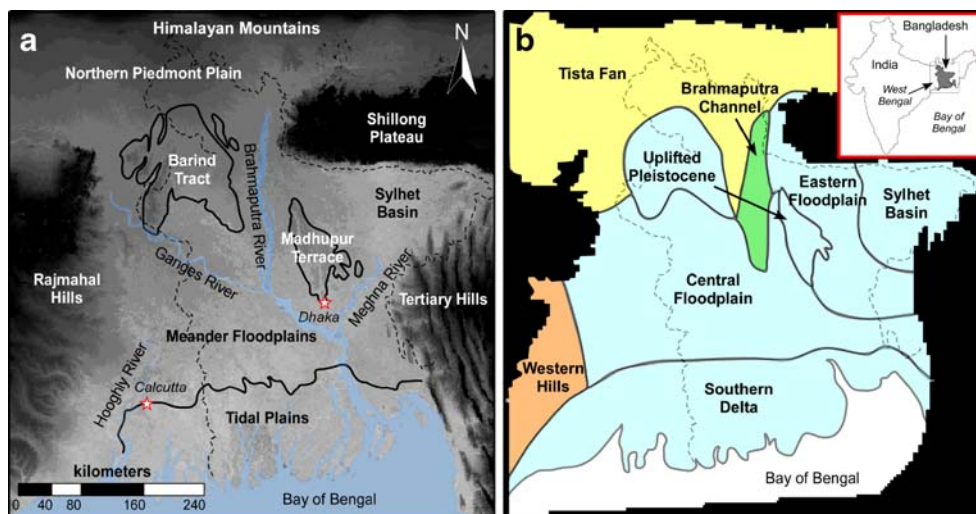 a
Himalayan Mountains
N
Northern Piedmont Plain
Shillong
Plateau
Barind
Tract
Brahmaputra River
Sylhet
Basin
Madhupur
Terrace
Ganges River
Meghna River
Rajmahal
Hills
Tertiary Hills
Dhaka
Meander Floodplains
Hooghly River
Calcutta
Tidal Plains
kilometers
0 40 80 160 240
Bay of Bengal
b
Tista Fan
Brahmaputra
Channel
Uplifted
Pleistocene
Eastern
Floodplain
Sylhet
Basin
Central
Floodplain
Western
Hills
Southern
Delta
Bay of Bengal
Bangladesh
India
West
Bengal
Bay of
Bengal